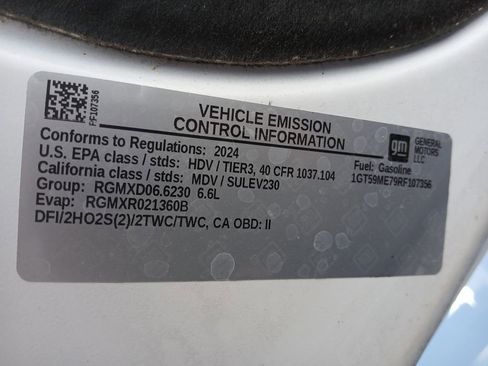 FF107356
VEHICLE EMISSION
CONTROL INFORMATION
Conforms to Regulations: 2024
U.S. EPA class / stds: HDV / TIER3, 40 CFR 1037.104
California class / stds: MDV / SULEV230
Group: RGMXD06.6230 6.6L
Evap: RGMXR021360B
DFI/2HO2S(2)/2TWC/TWC, CA OBD: II
gm
GENERAL
MOTORS
LLC
Fuel: Gasoline
1GT59ME79RF107356